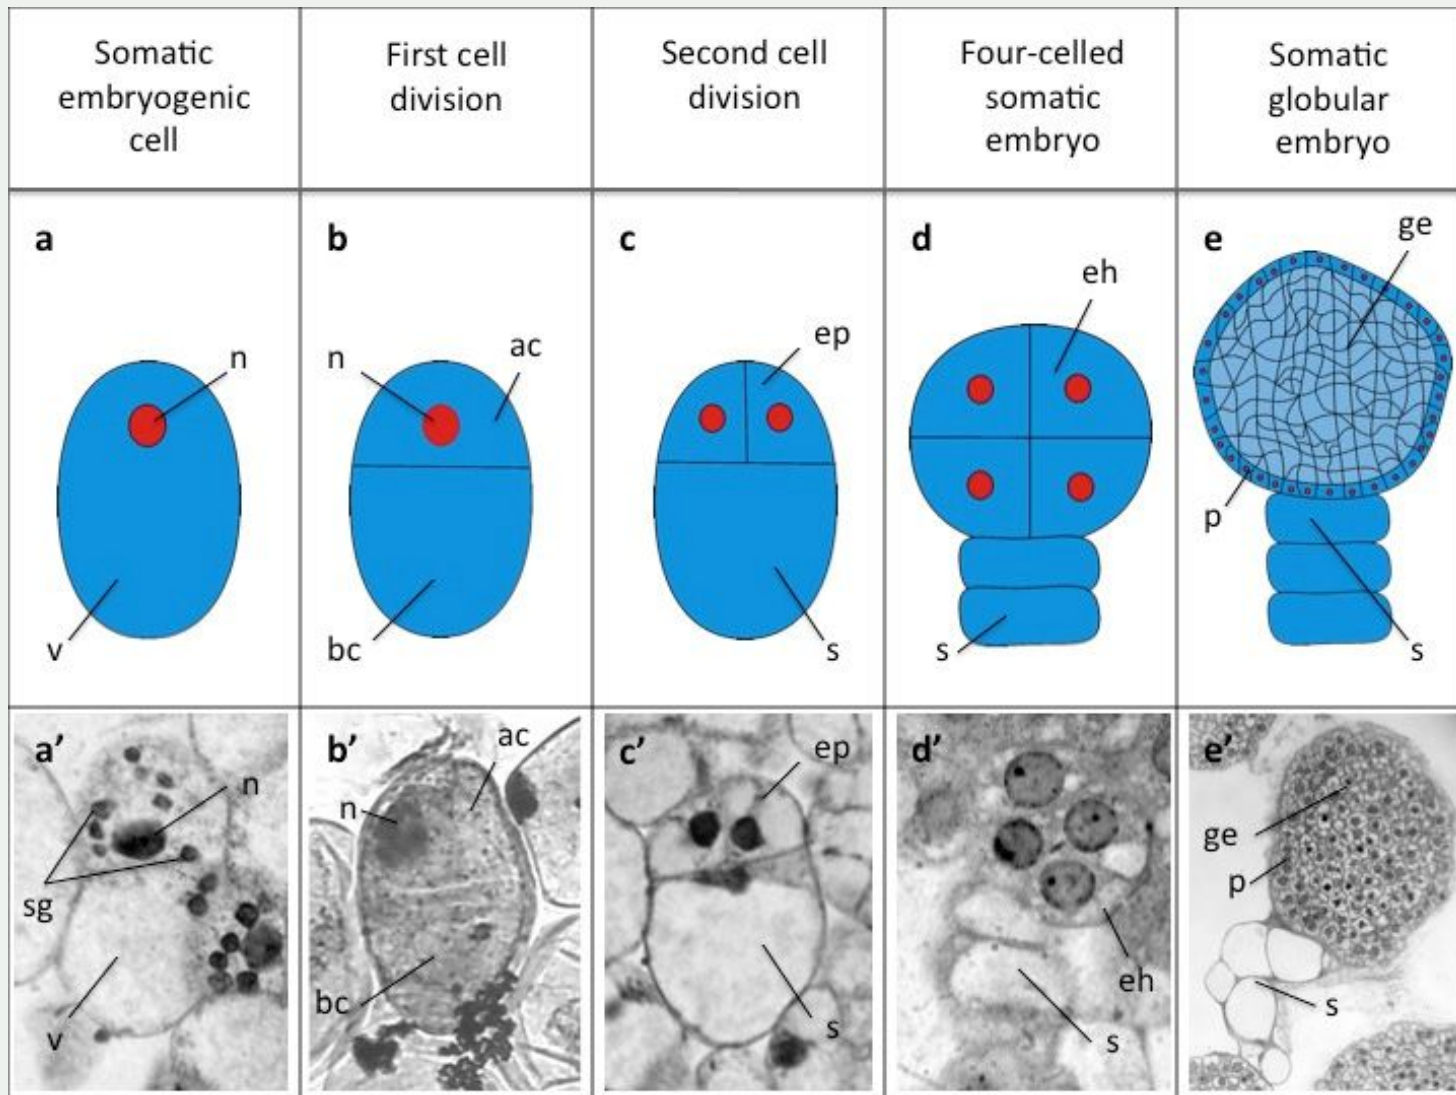 Somatic
embryogenic
cell
First cell
division
Second cell
division
Four-celled
somatic
embryo
Somatic
globular
embryo
a
n
v
b
n
ac
bc
c
ep
s
d
eh
s
e
ge
p
s
a’
n
sg
v
b’
ac
n
bc
c’
ep
s
d’
eh
s
e’
ge
p
s